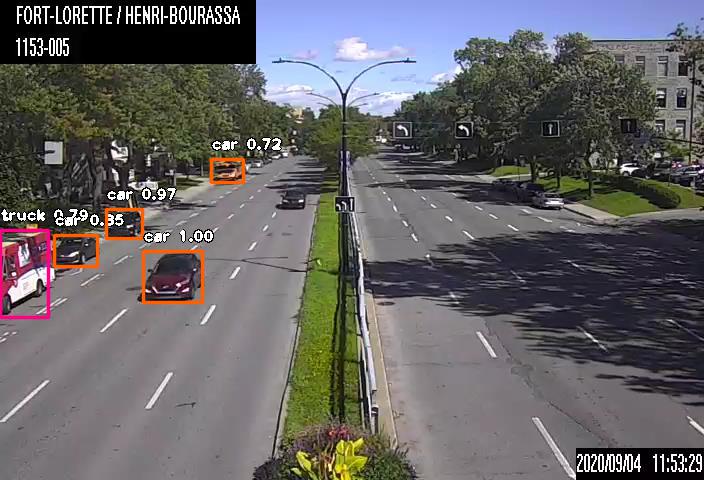 FORT-LORETTE / HENRI-BOURASSA
1153-005
car 0.72
car 0.97
truck 0.79
car 0.85
car 1.00
2020/09/04 11:53:29